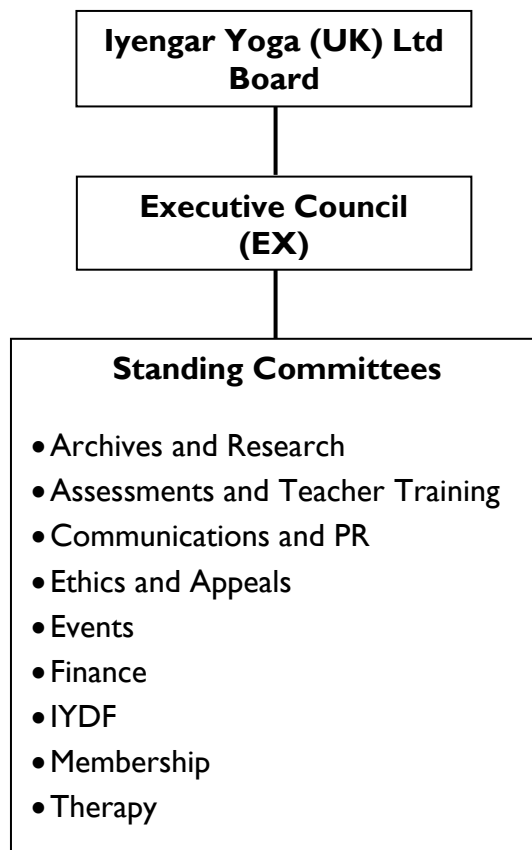 Iyengar Yoga (UK) Ltd
Board
Executive Council
(EX)
Standing Committees
• Archives and Research
• Assessments and Teacher Training
• Communications and PR
• Ethics and Appeals
• Events
• Finance
• IYDF
• Membership
• Therapy